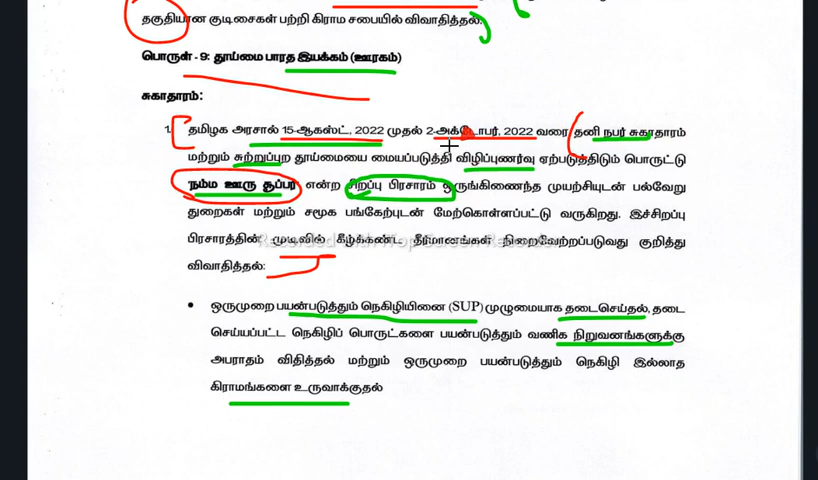 தகுதியான குடிசைகள் பற்றி கிராம சபையில் விவாதித்தல்.
பொருள் - 9: தூய்மை பாரத இயக்கம் (ஊரகம்)
சுகாதாரம்:
1. தமிழக அரசால் 15-ஆகஸ்ட், 2022 முதல் 2-அக்டோபர், 2022 வரை தனி நபர் சுகாதாரம்
மற்றும் சுற்றுப்புற தூய்மையை மையப்படுத்தி விழிப்புணர்வு ஏற்படுத்திடும் பொருட்டு
நம்ம ஊரு சூப்பர் என்ற சிறப்பு பிரசாரம் ஒருங்கிணைந்த முயற்சியுடன் பல்வேறு
துறைகள் மற்றும் சமூக பங்கேற்புடன் மேற்கொள்ளப்பட்டு வருகிறது. இச்சிறப்பு
பிரசாரத்தின் முடிவில் கீழ்க்கண்ட தீர்மானங்கள் நிறைவேற்றப்படுவது குறித்து
விவாதித்தல்:
• ஒருமுறை பயன்படுத்தும் நெகிழியினை (SUP) முழுமையாக தடைசெய்தல், தடை
செய்யப்பட்ட நெகிழிப் பொருட்களை பயன்படுத்தும் வணிக நிறுவனங்களுக்கு
அபராதம் விதித்தல் மற்றும் ஒருமுறை பயன்படுத்தும் நெகிழி இல்லாத
கிராமங்களை உருவாக்குதல்